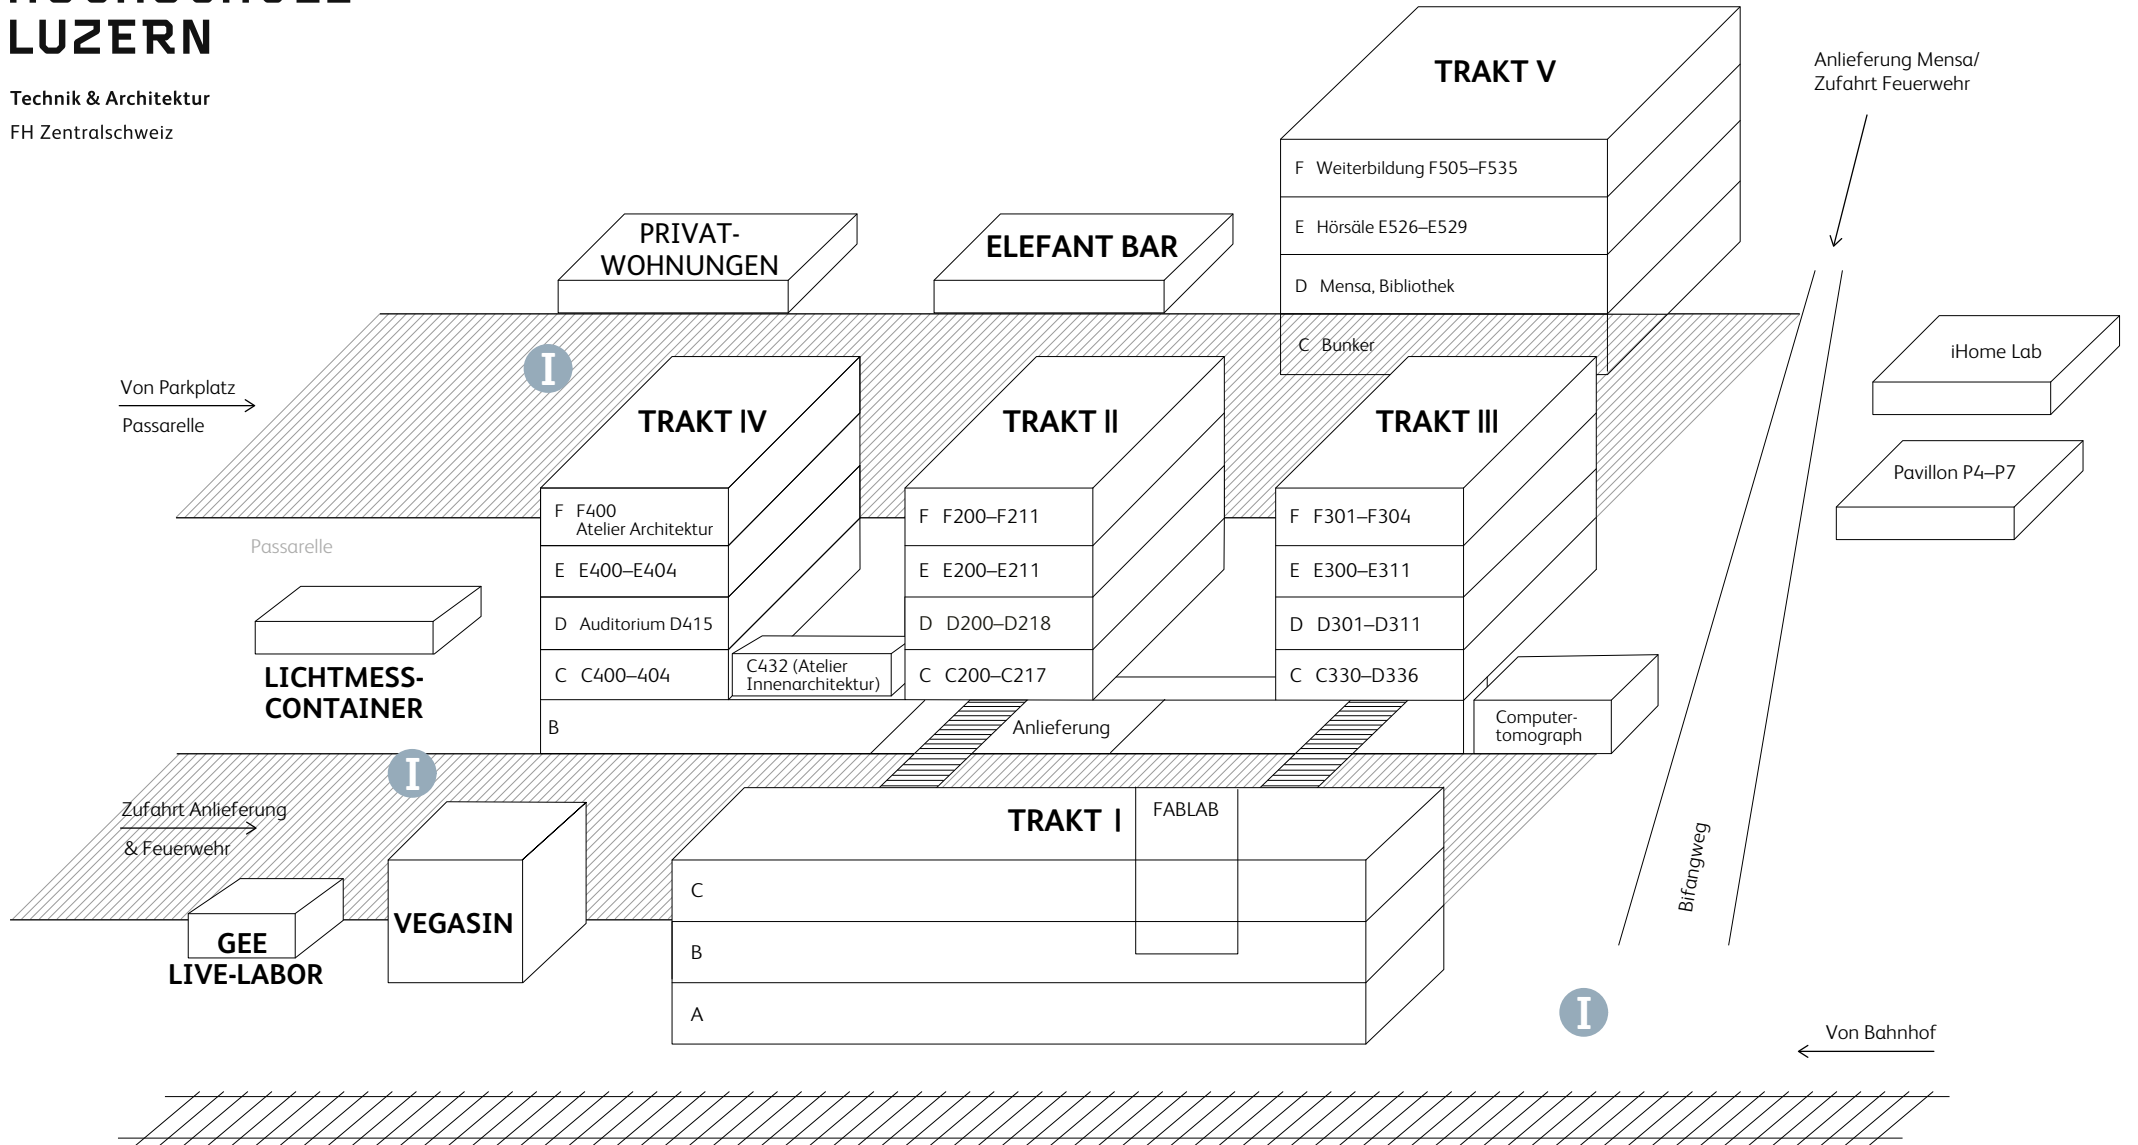 LUZERN
Technik & Architektur
FH Zentralschweiz
TRAKT V
F Weiterbildung F505–F535
E Hörsäle E526–E529
D Mensa, Bibliothek
C Bunker
Anlieferung Mensa/
Zufahrt Feuerwehr
PRIVAT-
WOHNUNGEN
ELEFANT BAR
iHome Lab
Pavillon P4–P7
I
Von Parkplatz
Passarelle
TRAKT IV
F F400
Atelier Architektur
E E400–E404
D Auditorium D415
C C400–404
B
C432 (Atelier
Innenarchitektur)
TRAKT II
F F200–F211
E E200–E211
D D200–D218
C C200–C217
Anlieferung
TRAKT III
F F301–F304
E E300–E311
D D301–D311
C C330–D336
Computer-
tomograph
Passarelle
LICHTMESS-
CONTAINER
I
Zufahrt Anlieferung
& Feuerwehr
GEE
LIVE-LABOR
VEGASIN
TRAKT I
FABLAB
C
B
A
Bifangweg
I
Von Bahnhof